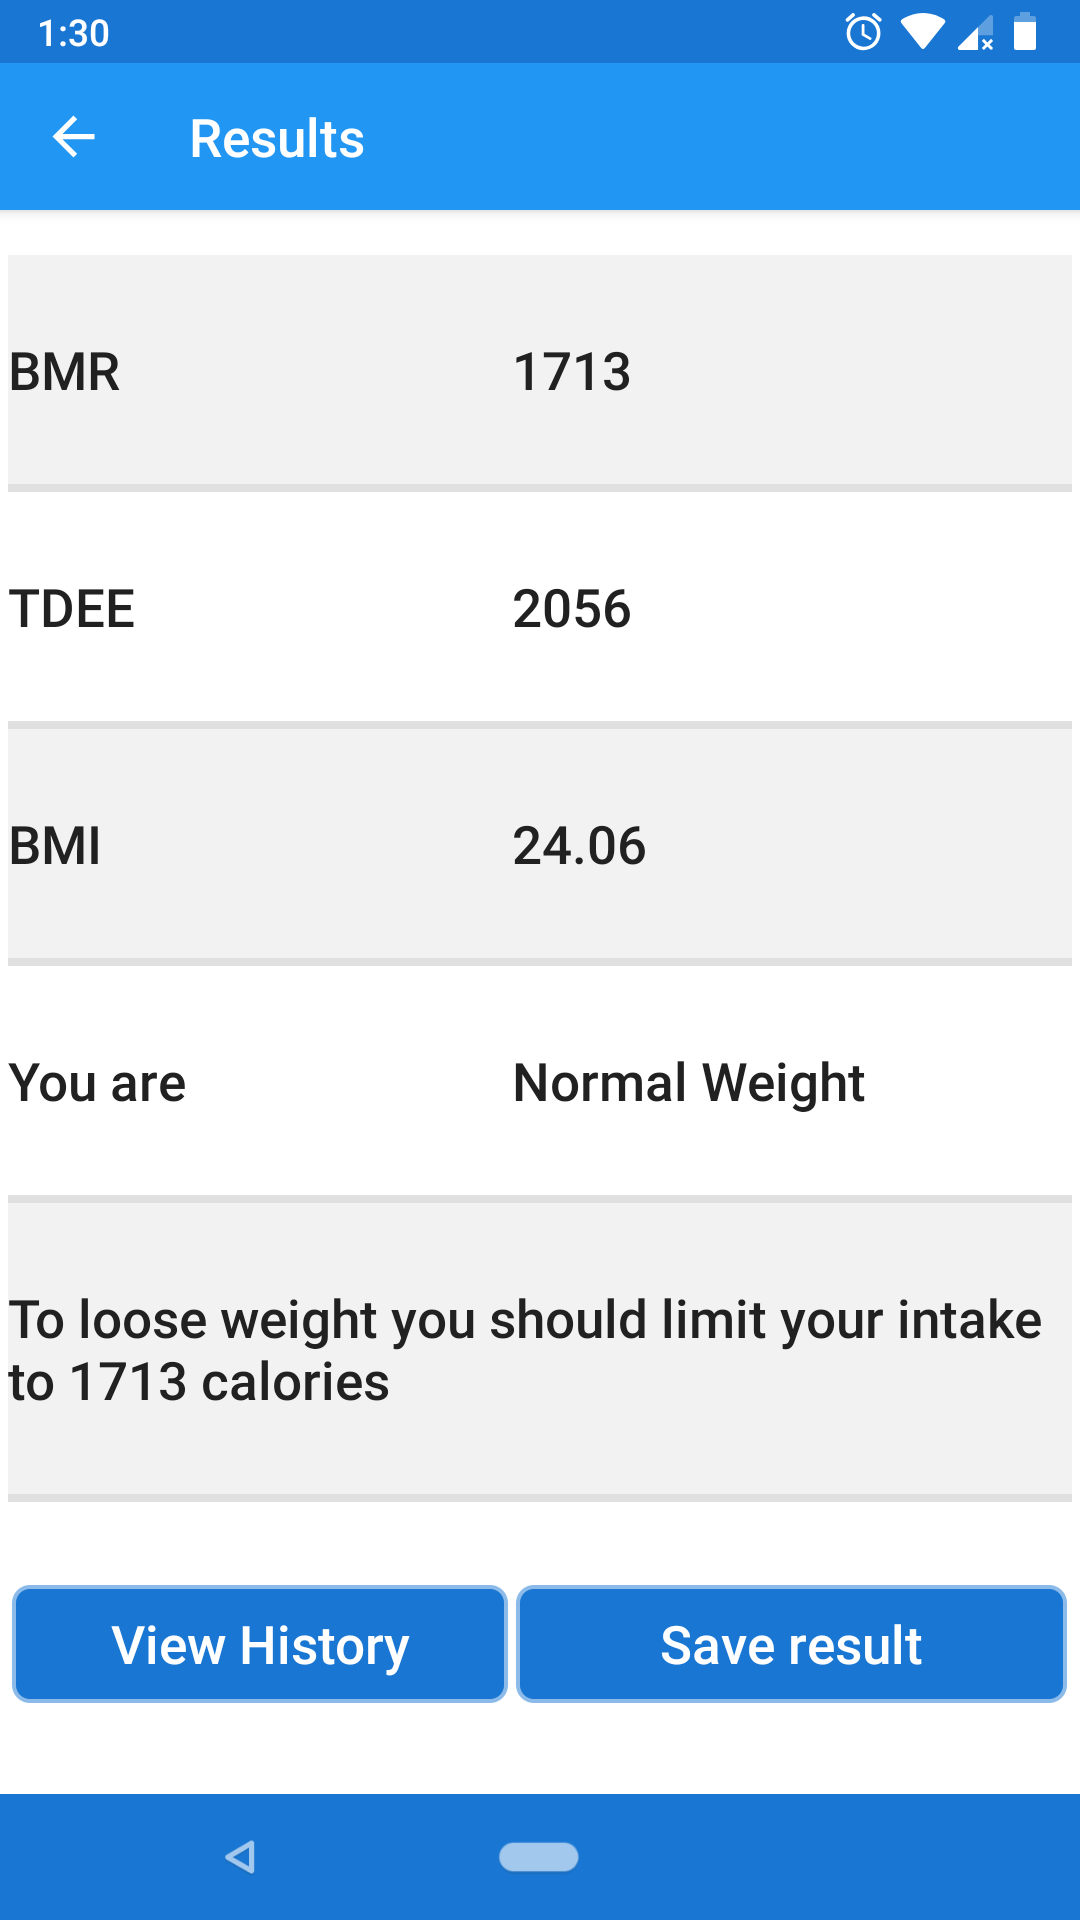 1:30
Results
BMR 1713
TDEE 2056
BMI 24.06
You are Normal Weight
To loose weight you should limit your intake
to 1713 calories
View History Save result